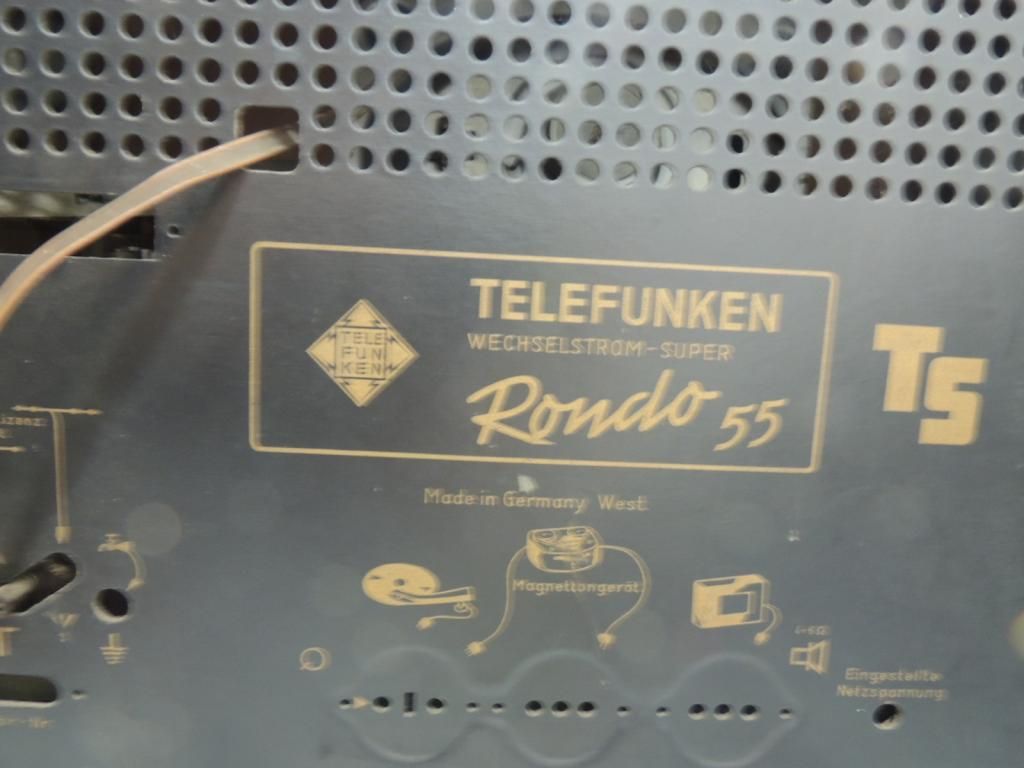 TELE
FUN
KEN
TELEFUNKEN
WECHSELSTROM-SUPER
Rondo 55
TS
Made in Germany West.
Magnettongerät
Eingestellte
Netzspannung